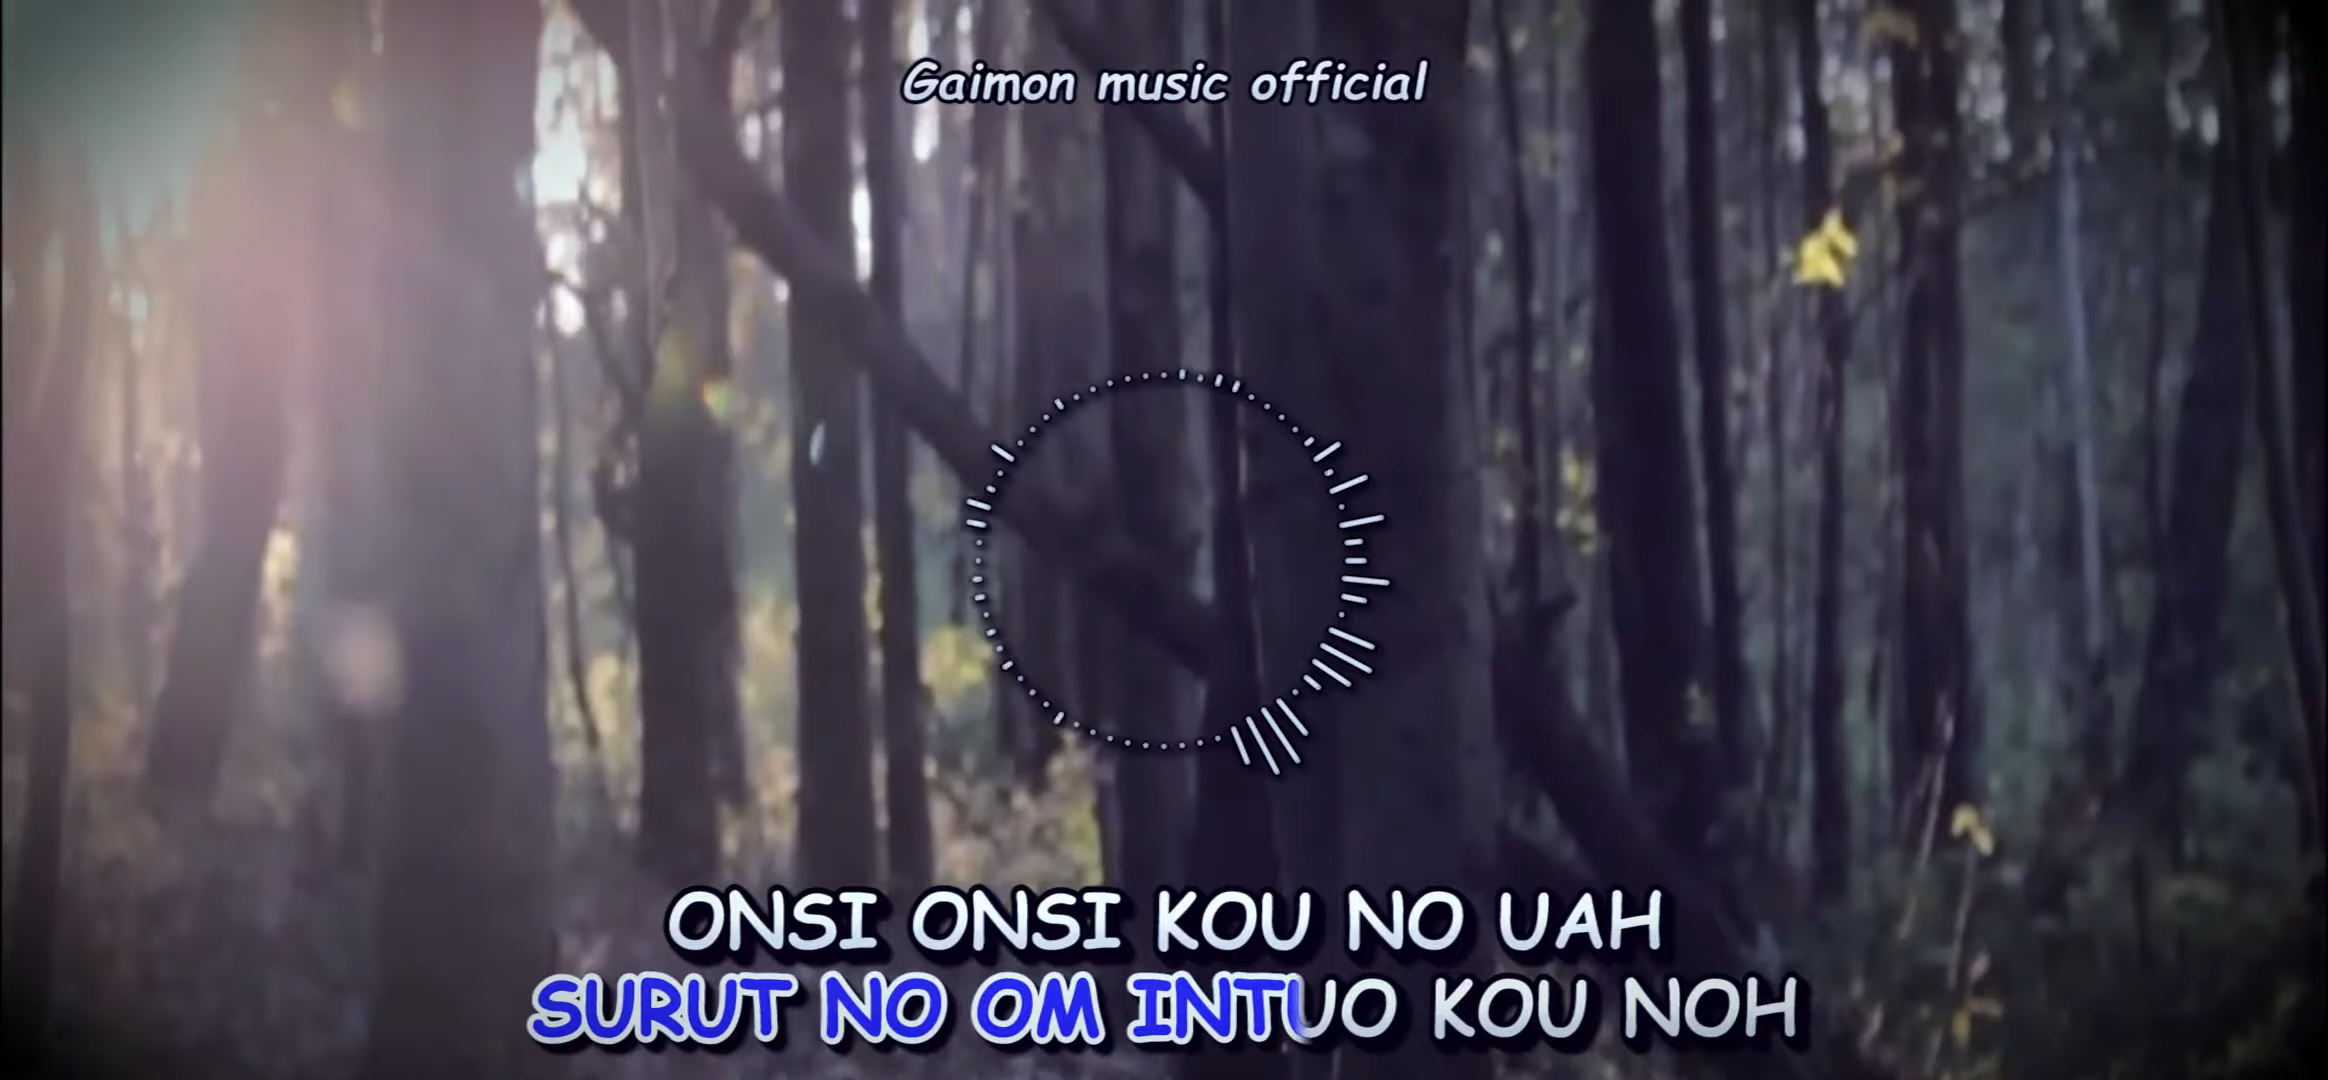 Gaimon music official
ONSI ONSI KOU NO UAH
SURUT NO OM INTUO KOU NOH